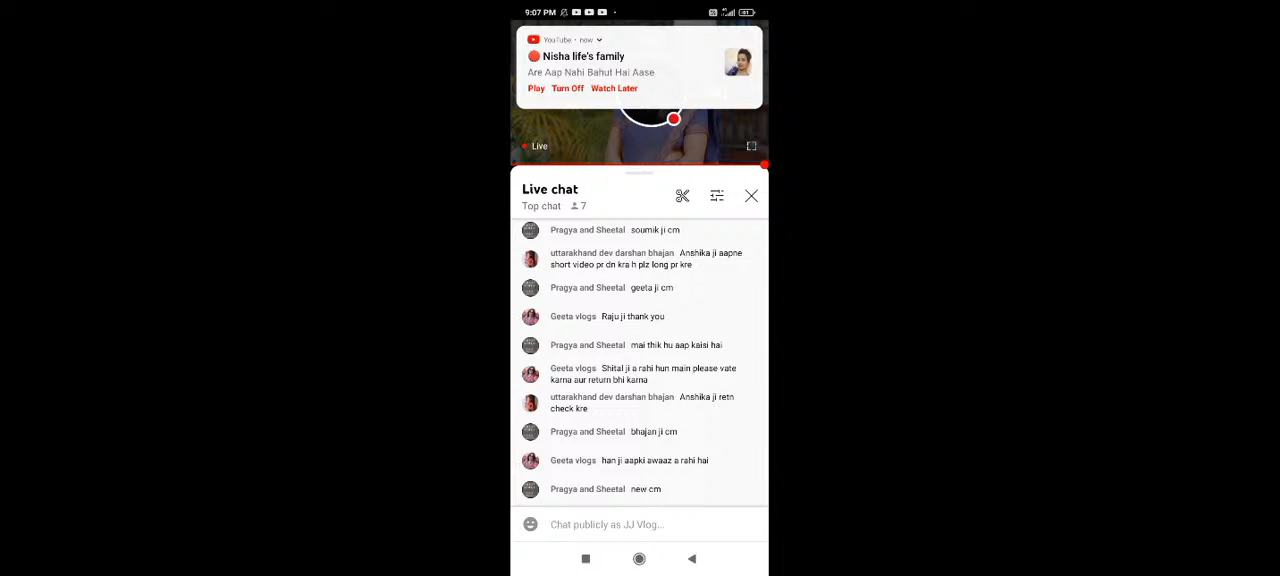 9:07 PM
YouTube • now
Nisha life's family
Are Aap Nahi Bahut Hai Aase
Play Turn Off Watch Later
Live
Live chat
Top chat 7
Pragya and Sheetal soumik ji cm
uttarakhand dev darshan bhajan Anshika ji aapne
short video pr dn kra h plz long pr kre
Pragya and Sheetal geeta ji cm
Geeta vlogs Raju ji thank you
Pragya and Sheetal mai thik hu aap kaisi hai
Geeta vlogs Shital ji a rahi hun main please vate
karna aur return bhi karna
uttarakhand dev darshan bhajan Anshika ji retn
check kre
Pragya and Sheetal bhajan ji cm
Geeta vlogs han ji aapki awaaz a rahi hai
Pragya and Sheetal new cm
Chat publicly as JJ Vlog...